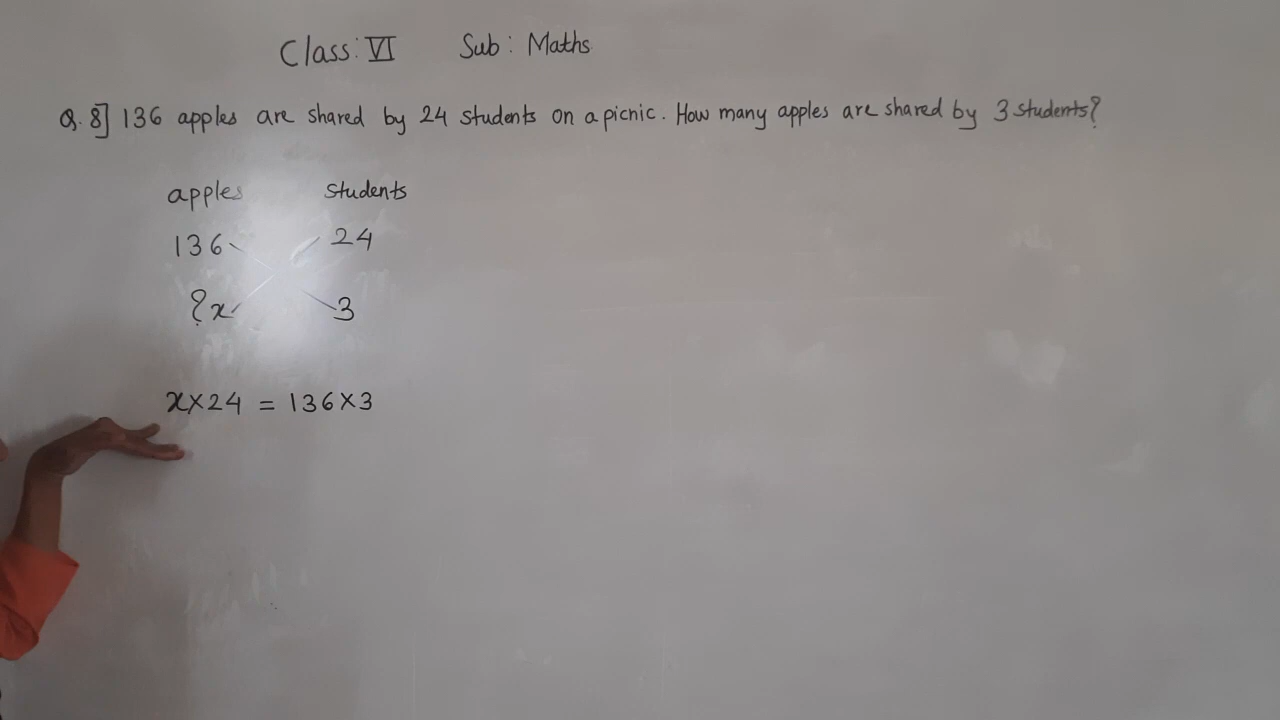 Class: VI Sub: Maths
Q. 8] 136 apples are shared by 24 students on a picnic. How many apples are shared by 3 students?
apples students
136 24
?x 3
x×24 = 136×3